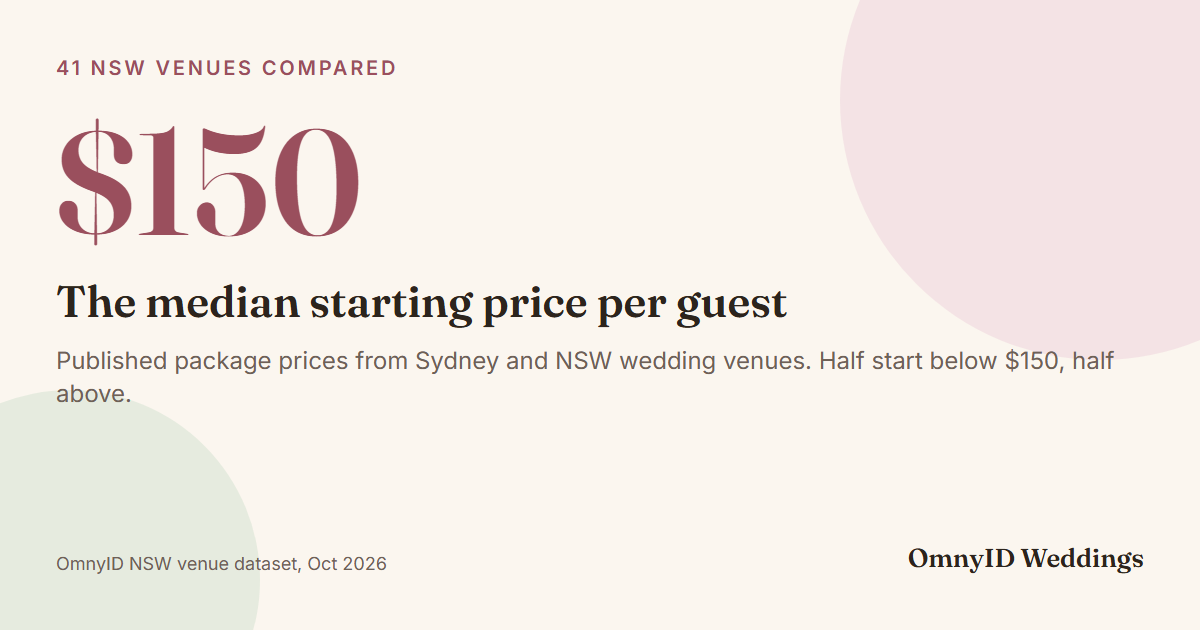 41 NSW VENUES COMPARED
$150
The median starting price per guest
Published package prices from Sydney and NSW wedding venues. Half start below $150, half
above.
OmnyID NSW venue dataset, Oct 2026
OmnyID Weddings